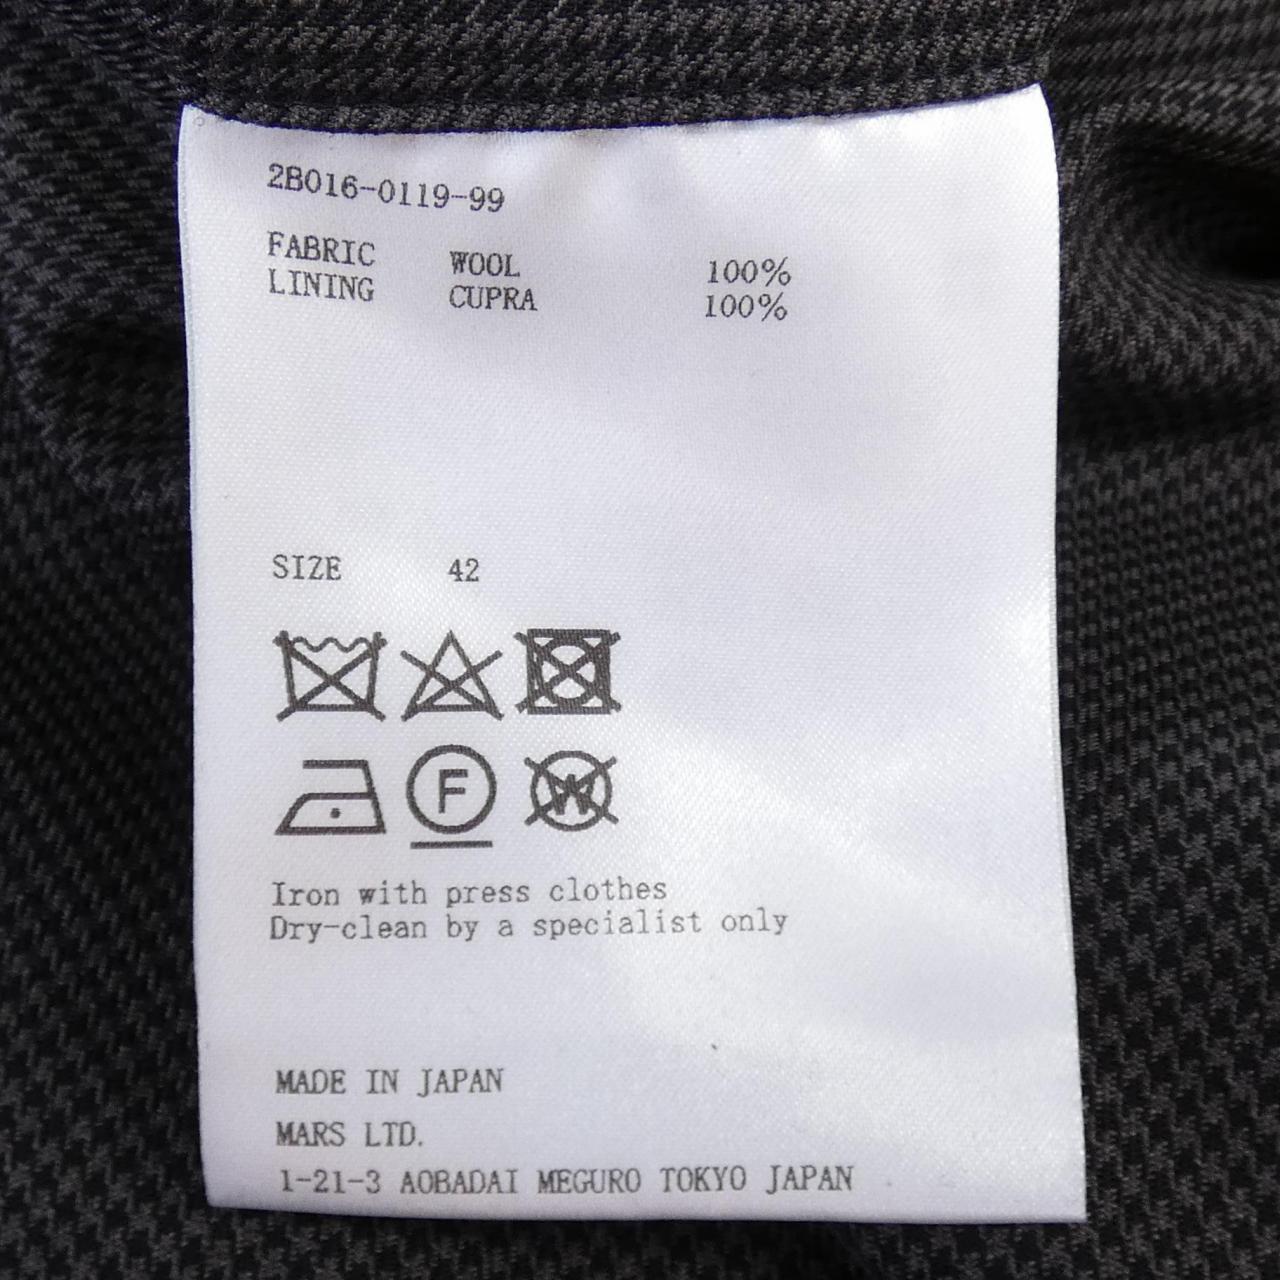 2B016-0119-99
FABRIC WOOL 100%
LINING CUPRA 100%
SIZE 42
F W
Iron with press clothes
Dry-clean by a specialist only
MADE IN JAPAN
MARS LTD.
1-21-3 AOBADAI MEGURO TOKYO JAPAN